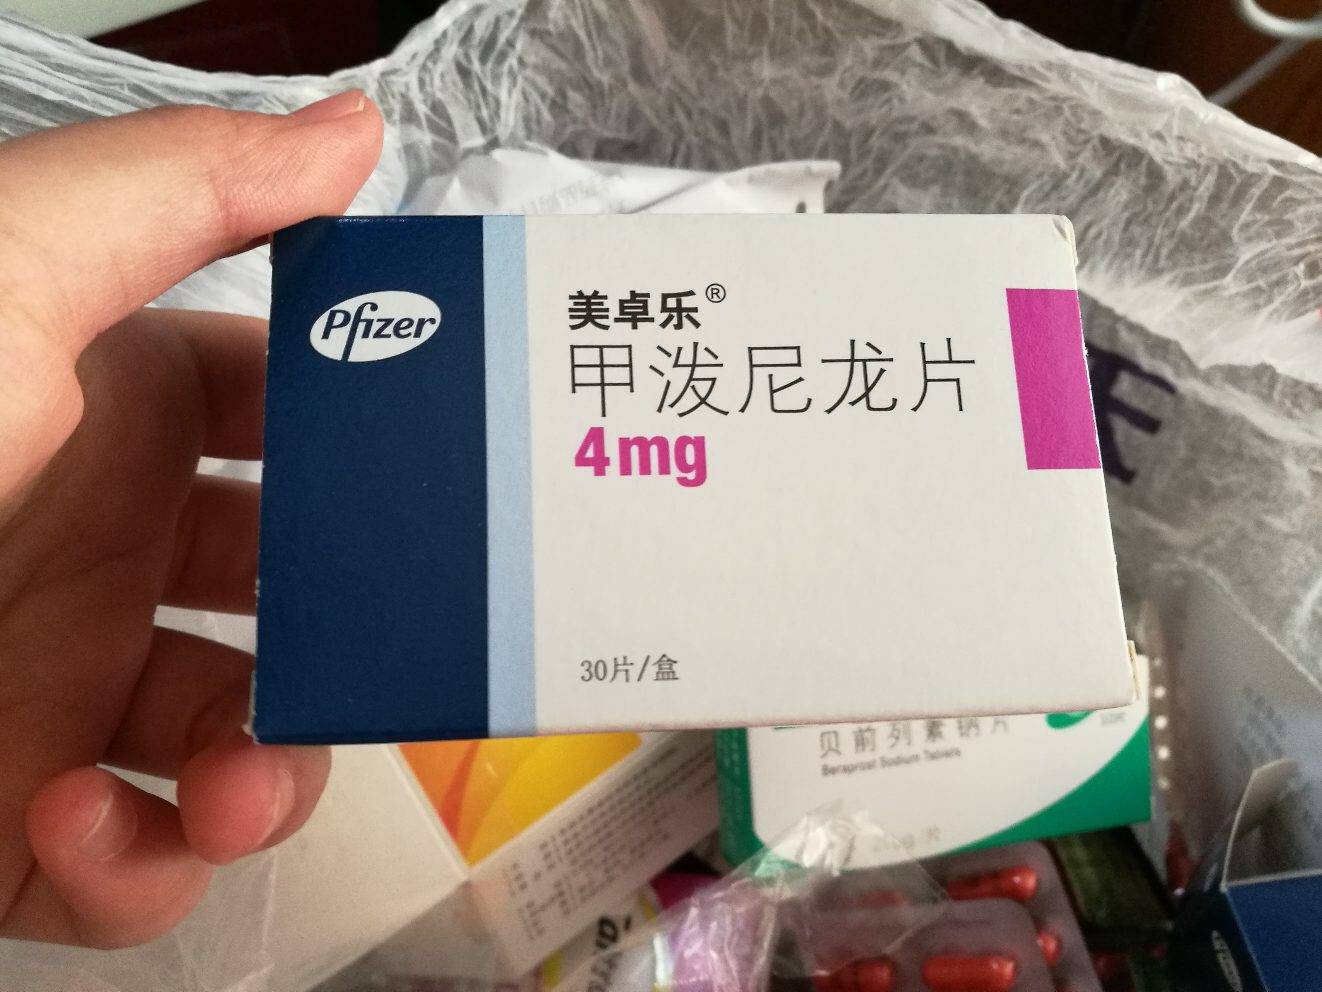 Pfizer
美卓乐®
甲泼尼龙片
4mg
30片/盒
贝前列素钠片
Beraprost Sodium Tablets